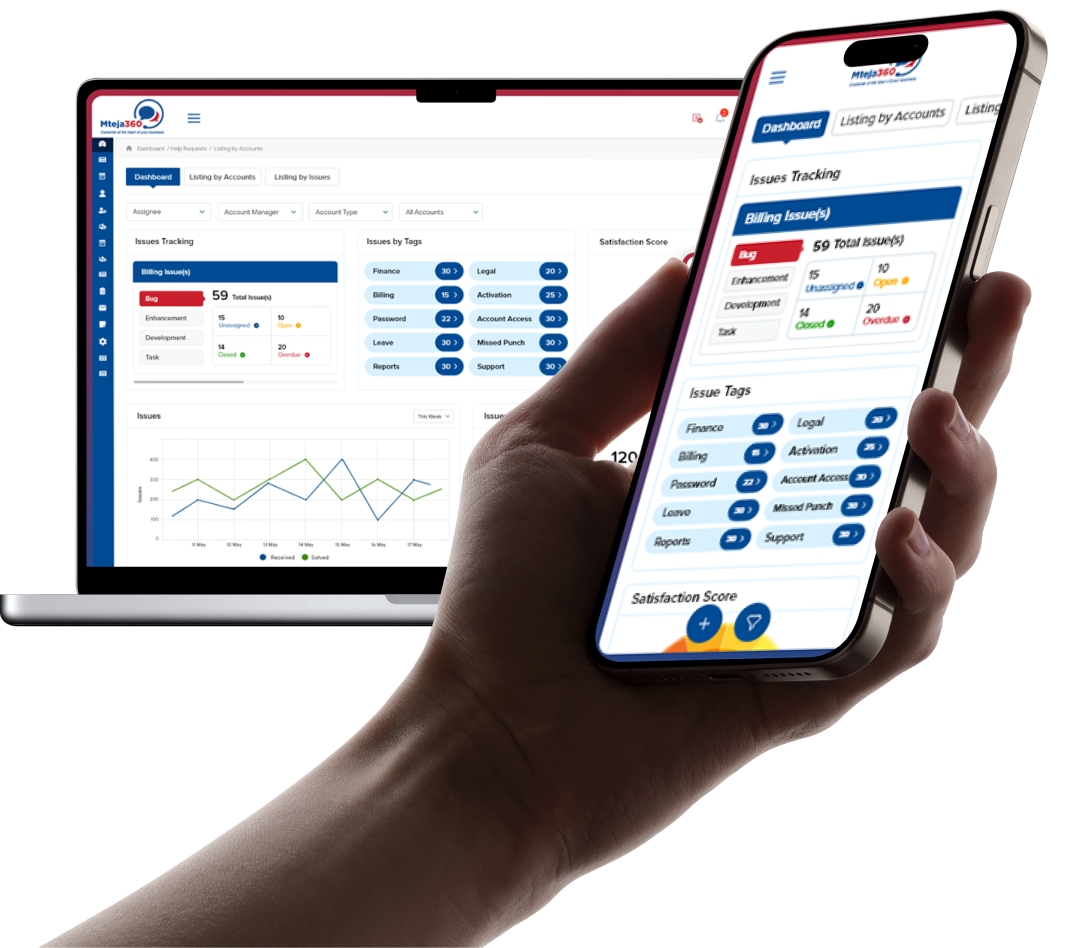 Mteja360
Customer at the heart of your business
Dashboard / Help Requests / Listing by Accounts
Dashboard
Listing by Accounts
Listing by Issues
Assignee
Account Manager
Account Type
All Accounts
Issues Tracking
Billing Issue(s)
Bug
Enhancement
Development
Task
59 Total Issue(s)
15
Unassigned
10
Open
14
Closed
20
Overdue
Issues by Tags
Finance 30 >
Legal 20 >
Billing 15 >
Activation 25 >
Password 22 >
Account Access 30 >
Leave 30 >
Missed Punch 30 >
Reports 30 >
Support 30 >
Satisfaction Score
Issues
This Week
Issues
400
300
200
100
0
11 May
12 May
13 May
14 May
15 May
16 May
17 May
Received
Solved
120
Mteja360
Customer at the heart of your business
Dashboard
Listing by Accounts
Listing
Issues Tracking
Billing Issue(s)
Bug
Enhancement
Development
Task
59 Total Issue(s)
15
Unassigned
10
Open
14
Closed
20
Overdue
Issue Tags
Finance 30 >
Legal 20 >
Billing 15 >
Activation 25 >
Password 22 >
Account Access 30 >
Leave 30 >
Missed Punch 30 >
Reports 30 >
Support 30 >
Satisfaction Score
+